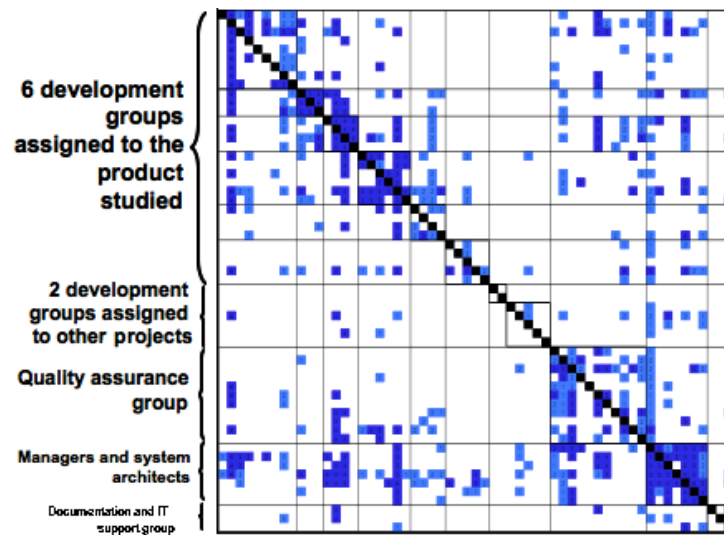 6 development
groups
assigned to the
product
studied
2 development
groups assigned
to other projects
Quality assurance
group
Managers and system
architects
Documentation and IT
support group